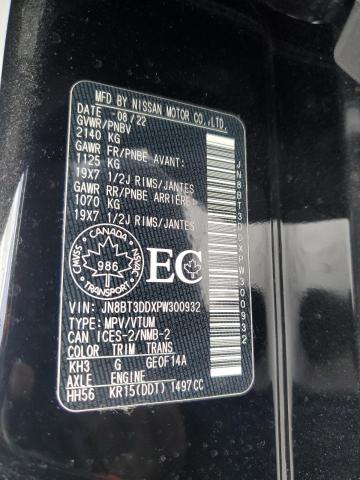 MFD BY NISSAN MOTOR CO.,LTD.
DATE 08/22
GVWR/PNBV
2140 KG
GAWR FR/PNBE AVANT:
1125 KG
19X7 1/2J RIMS/JANTES
GAWR RR/PNBE ARRIÈRE:
1070 KG
19X7 1/2J RIMS/JANTES
CANADA
CMVSS
986
NSVAC
TRANSPORT
EC
VIN: JN8BT3DDXPW300932
TYPE: MPV/VTUM
CAN ICES-2/NMB-2
COLOR TRIM TRANS
KH3 G GE0F14A
AXLE ENGINE
HH56 KR15(DDT) 1497CC
JN8BT3DDXPW300932